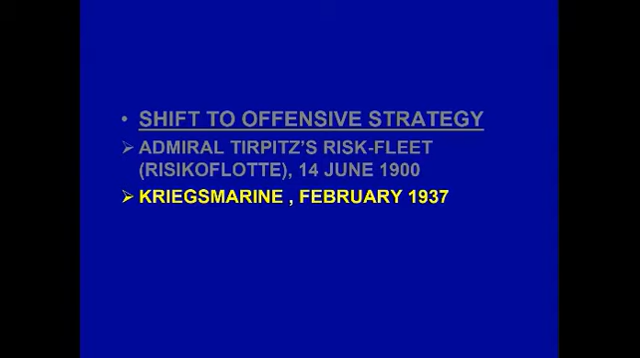 • SHIFT TO OFFENSIVE STRATEGY
➢ ADMIRAL TIRPITZ'S RISK-FLEET
(RISIKOFLOTTE), 14 JUNE 1900
➢ KRIEGSMARINE , FEBRUARY 1937